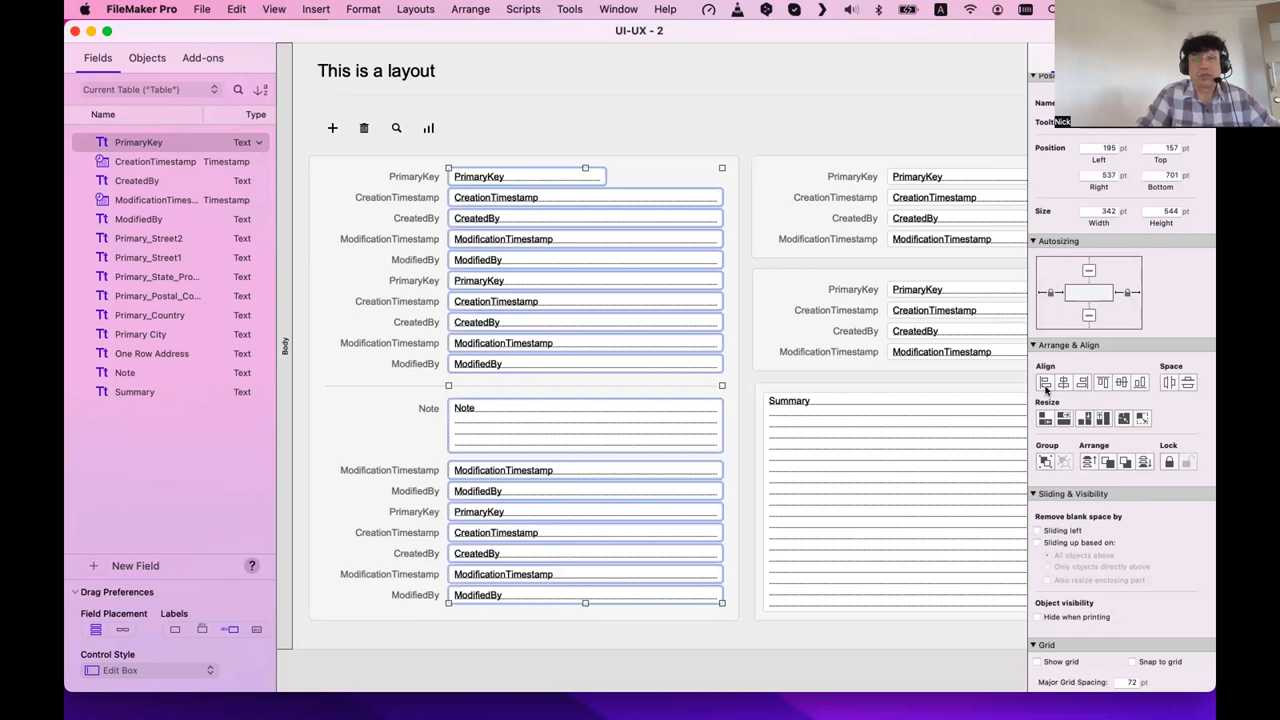 FileMaker Pro File Edit View Insert Format Layouts Arrange Scripts Tools Window Help A
UI-UX - 2
Fields Objects Add-ons
Current Table ("Table")
Name Type
PrimaryKey Text
CreationTimestamp Timestamp
CreatedBy Text
ModificationTimes... Timestamp
ModifiedBy Text
Primary_Street2 Text
Primary_Street1 Text
Primary_State_Pro... Text
Primary_Postal_Co... Text
Primary_Country Text
Primary City Text
One Row Address Text
Note Text
Summary Text
+ New Field ?
Drag Preferences
Field Placement Labels
Control Style
Edit Box
This is a layout
Body
PrimaryKey PrimaryKey
CreationTimestamp CreationTimestamp
CreatedBy CreatedBy
ModificationTimestamp ModificationTimestamp
ModifiedBy ModifiedBy
PrimaryKey PrimaryKey
CreationTimestamp CreationTimestamp
CreatedBy CreatedBy
ModificationTimestamp ModificationTimestamp
ModifiedBy ModifiedBy
Note Note
ModificationTimestamp ModificationTimestamp
ModifiedBy ModifiedBy
PrimaryKey PrimaryKey
CreationTimestamp CreationTimestamp
CreatedBy CreatedBy
ModificationTimestamp ModificationTimestamp
ModifiedBy ModifiedBy
PrimaryKey PrimaryKey
CreationTimestamp CreationTimestamp
CreatedBy CreatedBy
ModificationTimestamp ModificationTimestamp
PrimaryKey PrimaryKey
CreationTimestamp CreationTimestamp
CreatedBy CreatedBy
ModificationTimestamp ModificationTimestamp
Summary
Nick
Name
Position 195 pt 157 pt
Left Top
537 pt 701 pt
Right Bottom
Size 342 pt 544 pt
Width Height
Autosizing
Arrange & Align
Align Space
Resize
Group Arrange Lock
Sliding & Visibility
Remove blank space by
Sliding left
Sliding up based on:
All objects above
Only objects directly above
Also resize enclosing part
Object visibility
Hide when printing
Grid
Show grid Snap to grid
Major Grid Spacing: 72 pt